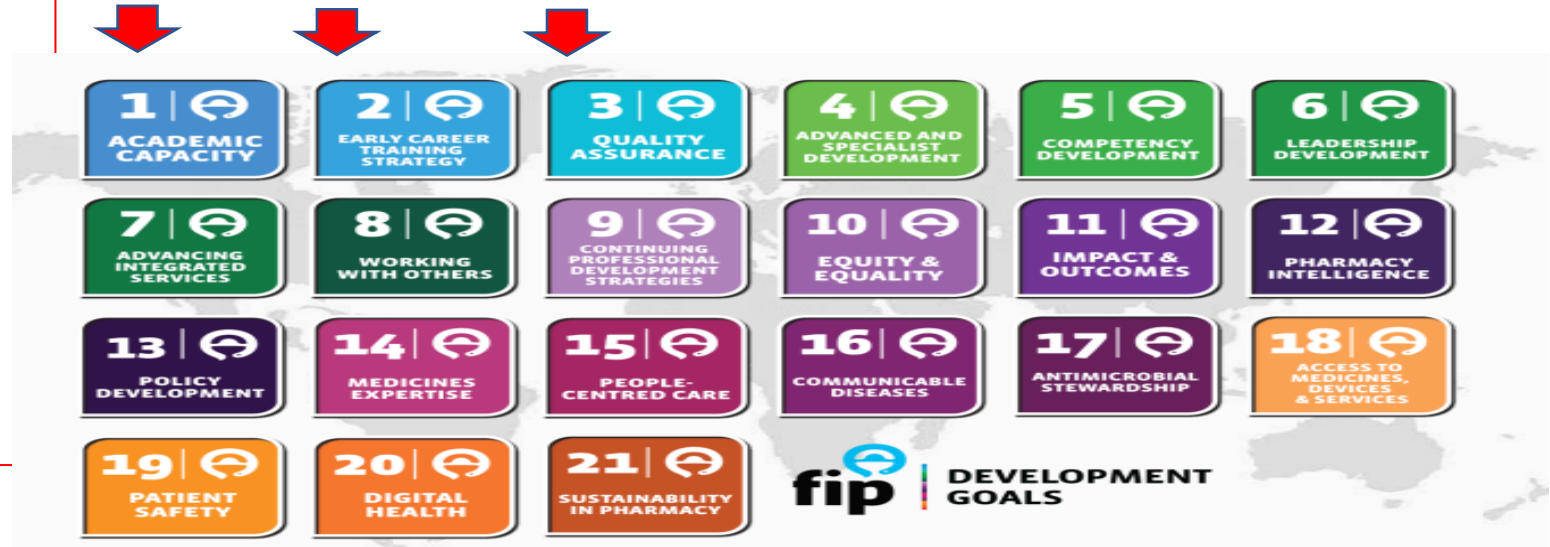 1
ACADEMIC
CAPACITY
2
EARLY CAREER
TRAINING
STRATEGY
3
QUALITY
ASSURANCE
4
ADVANCED AND
SPECIALIST
DEVELOPMENT
5
COMPETENCY
DEVELOPMENT
6
LEADERSHIP
DEVELOPMENT
7
ADVANCING
INTEGRATED
SERVICES
8
WORKING
WITH OTHERS
9
CONTINUING
PROFESSIONAL
DEVELOPMENT
STRATEGIES
10
EQUITY &
EQUALITY
11
IMPACT &
OUTCOMES
12
PHARMACY
INTELLIGENCE
13
POLICY
DEVELOPMENT
14
MEDICINES
EXPERTISE
15
PEOPLE-
CENTRED CARE
16
COMMUNICABLE
DISEASES
17
ANTIMICROBIAL
STEWARDSHIP
18
ACCESS TO
MEDICINES,
DEVICES
& SERVICES
19
PATIENT
SAFETY
20
DIGITAL
HEALTH
21
SUSTAINABILITY
IN PHARMACY
fip
DEVELOPMENT
GOALS